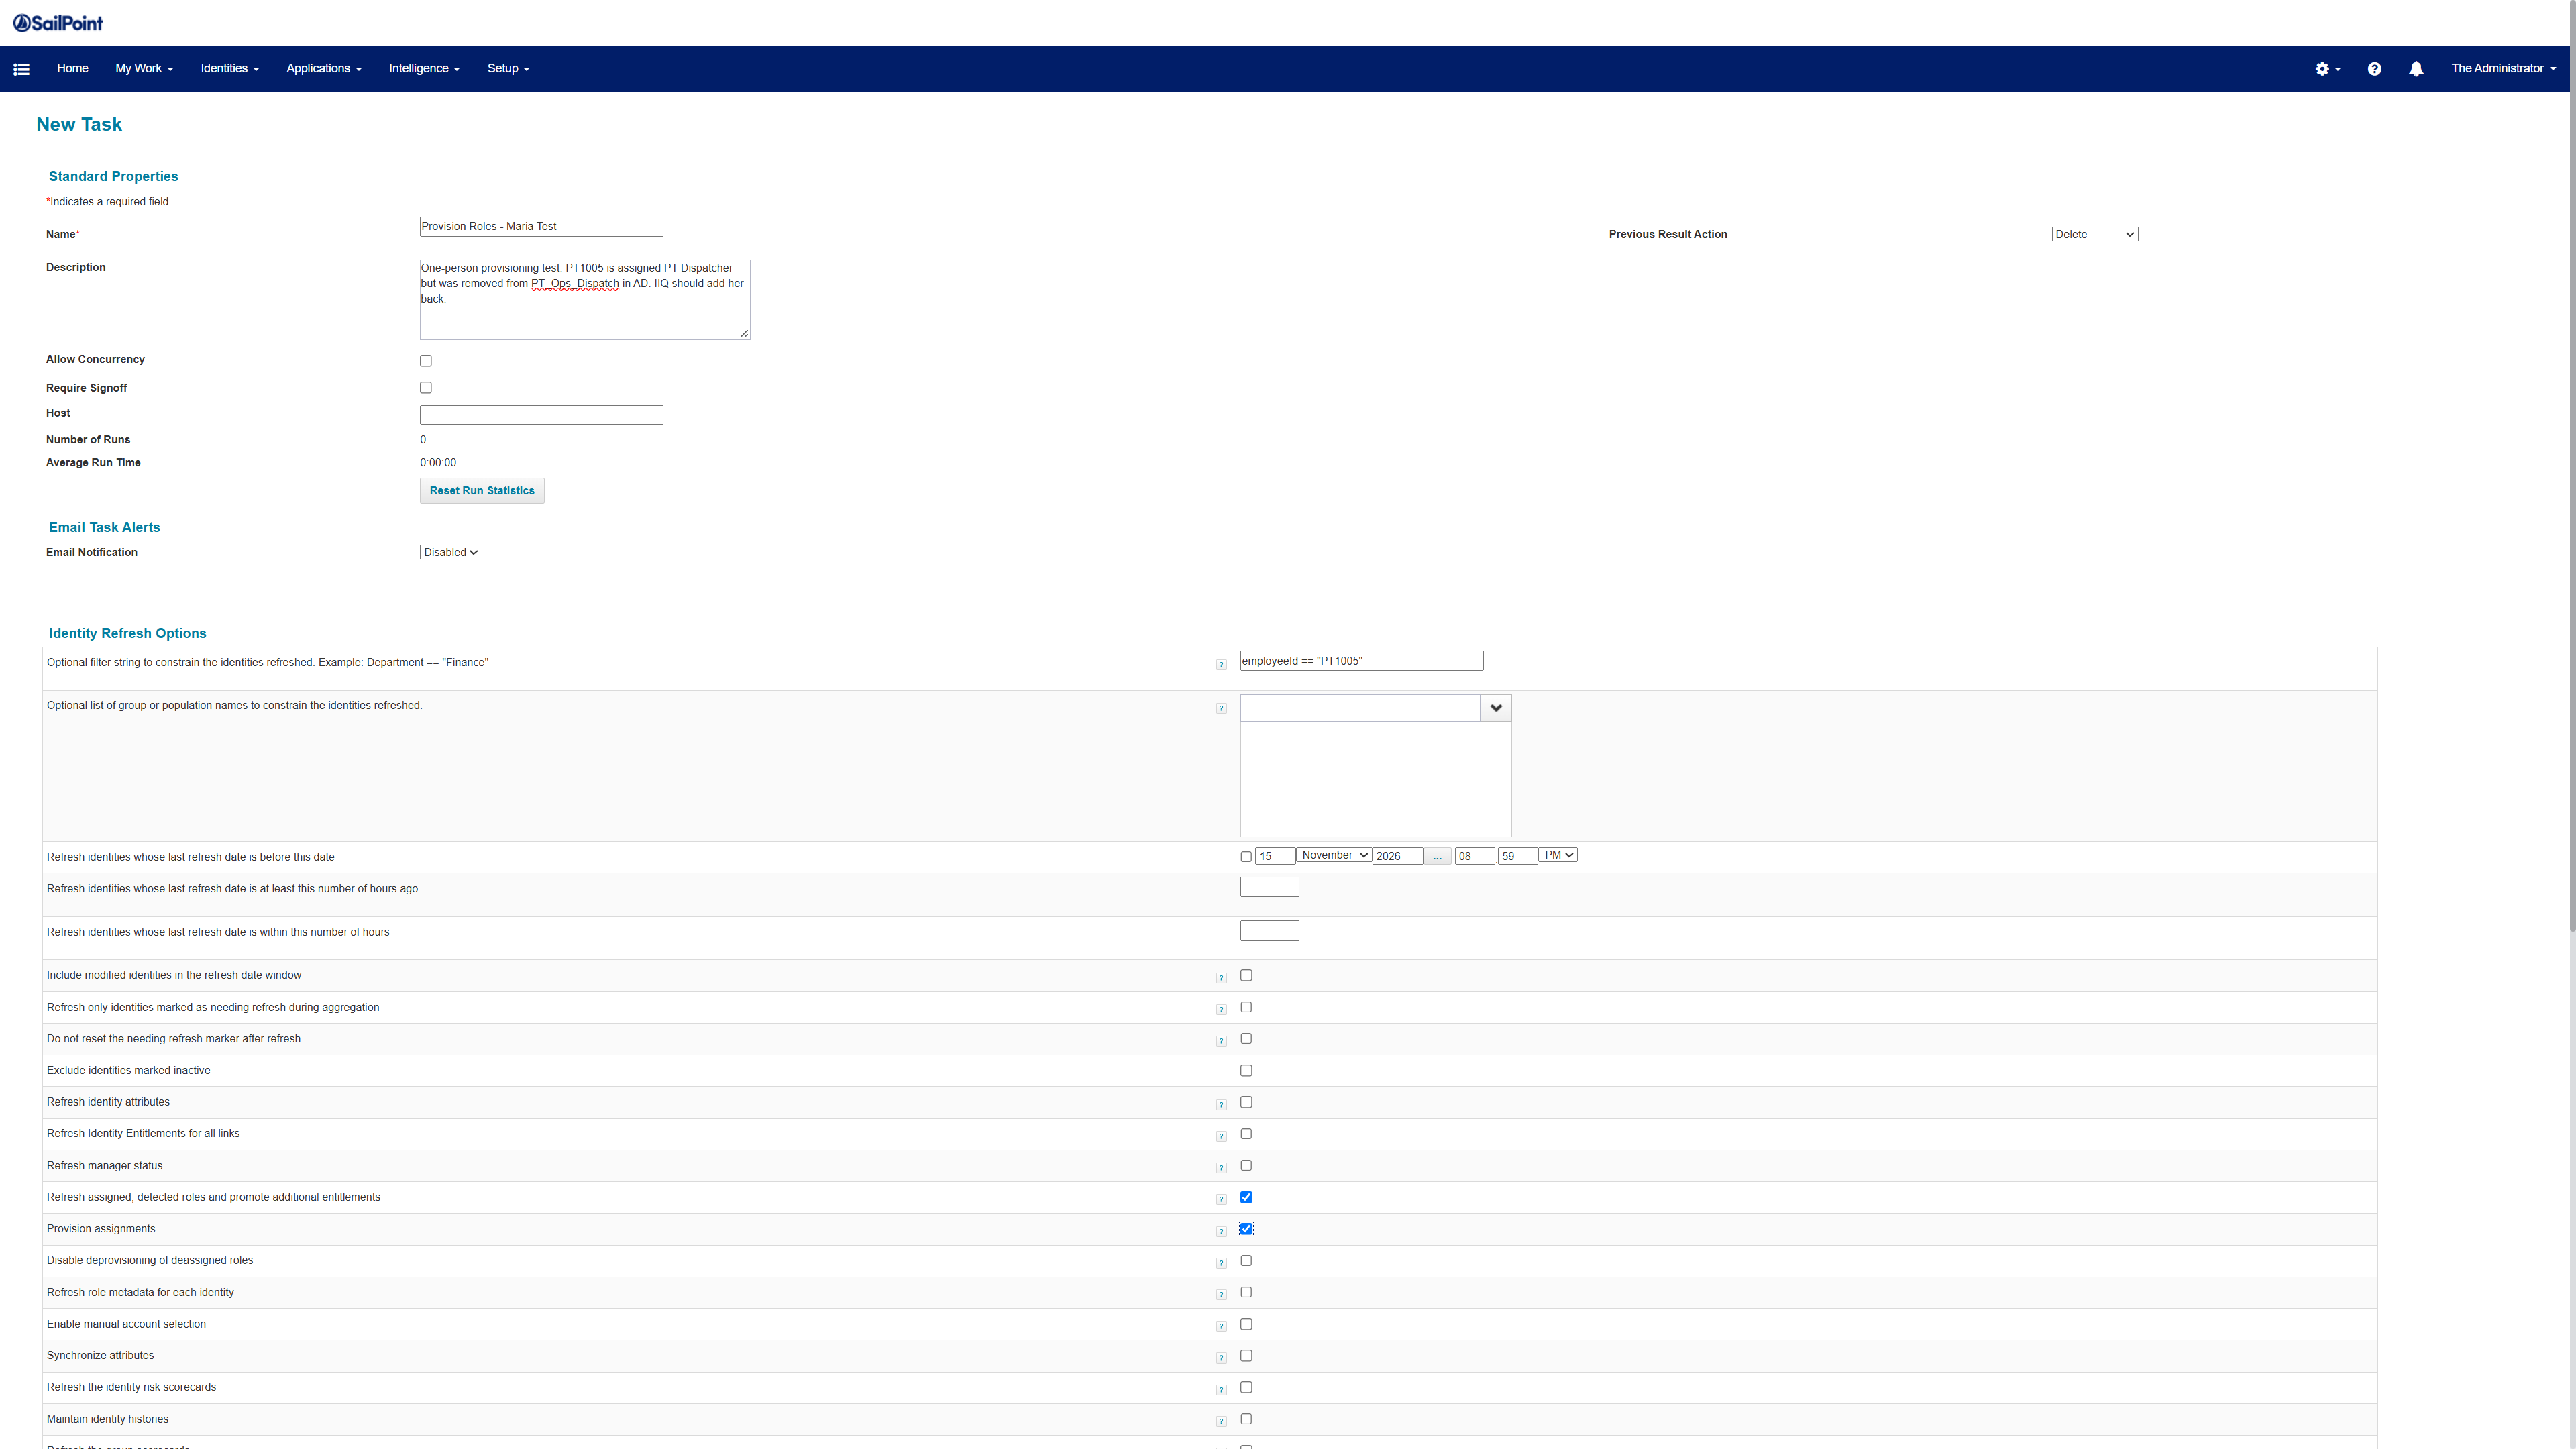 SailPoint
Home My Work Identities Applications Intelligence Setup The Administrator
New Task
Standard Properties
*Indicates a required field.
Name* Provision Roles - Maria Test Previous Result Action Delete
Description One-person provisioning test. PT1005 is assigned PT Dispatcher
but was removed from PT_Ops_Dispatch in AD. IIQ should add her
back.
Allow Concurrency
Require Signoff
Host
Number of Runs 0
Average Run Time 0:00:00
Reset Run Statistics
Email Task Alerts
Email Notification Disabled
Identity Refresh Options
Optional filter string to constrain the identities refreshed. Example: Department == "Finance" ? employeeId == "PT1005"
Optional list of group or population names to constrain the identities refreshed. ?
Refresh identities whose last refresh date is before this date 15 November 2026 ... 08 : 59 PM
Refresh identities whose last refresh date is at least this number of hours ago
Refresh identities whose last refresh date is within this number of hours
Include modified identities in the refresh date window ?
Refresh only identities marked as needing refresh during aggregation ?
Do not reset the needing refresh marker after refresh ?
Exclude identities marked inactive
Refresh identity attributes ?
Refresh Identity Entitlements for all links ?
Refresh manager status ?
Refresh assigned, detected roles and promote additional entitlements ?
Provision assignments ?
Disable deprovisioning of deassigned roles ?
Refresh role metadata for each identity ?
Enable manual account selection ?
Synchronize attributes ?
Refresh the identity risk scorecards ?
Maintain identity histories ?